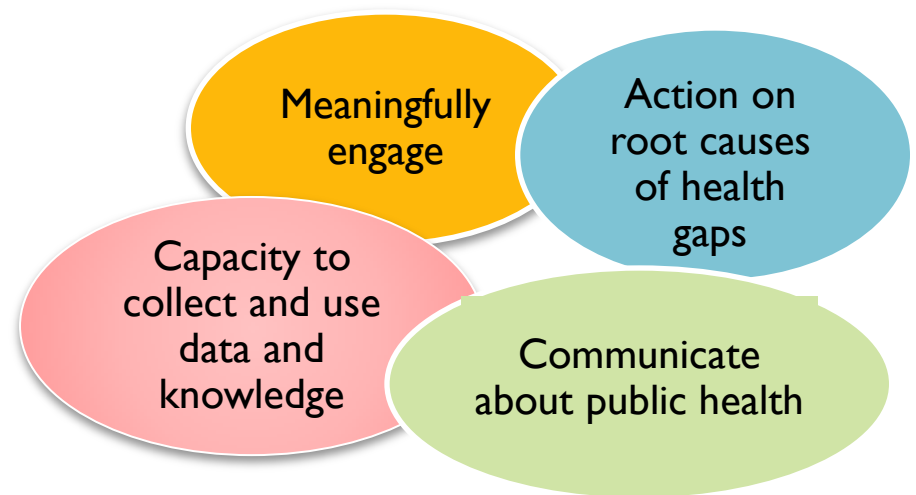 Meaningfully
engage
Action on
root causes
of health
gaps
Capacity to
collect and use
data and
knowledge
Communicate
about public health